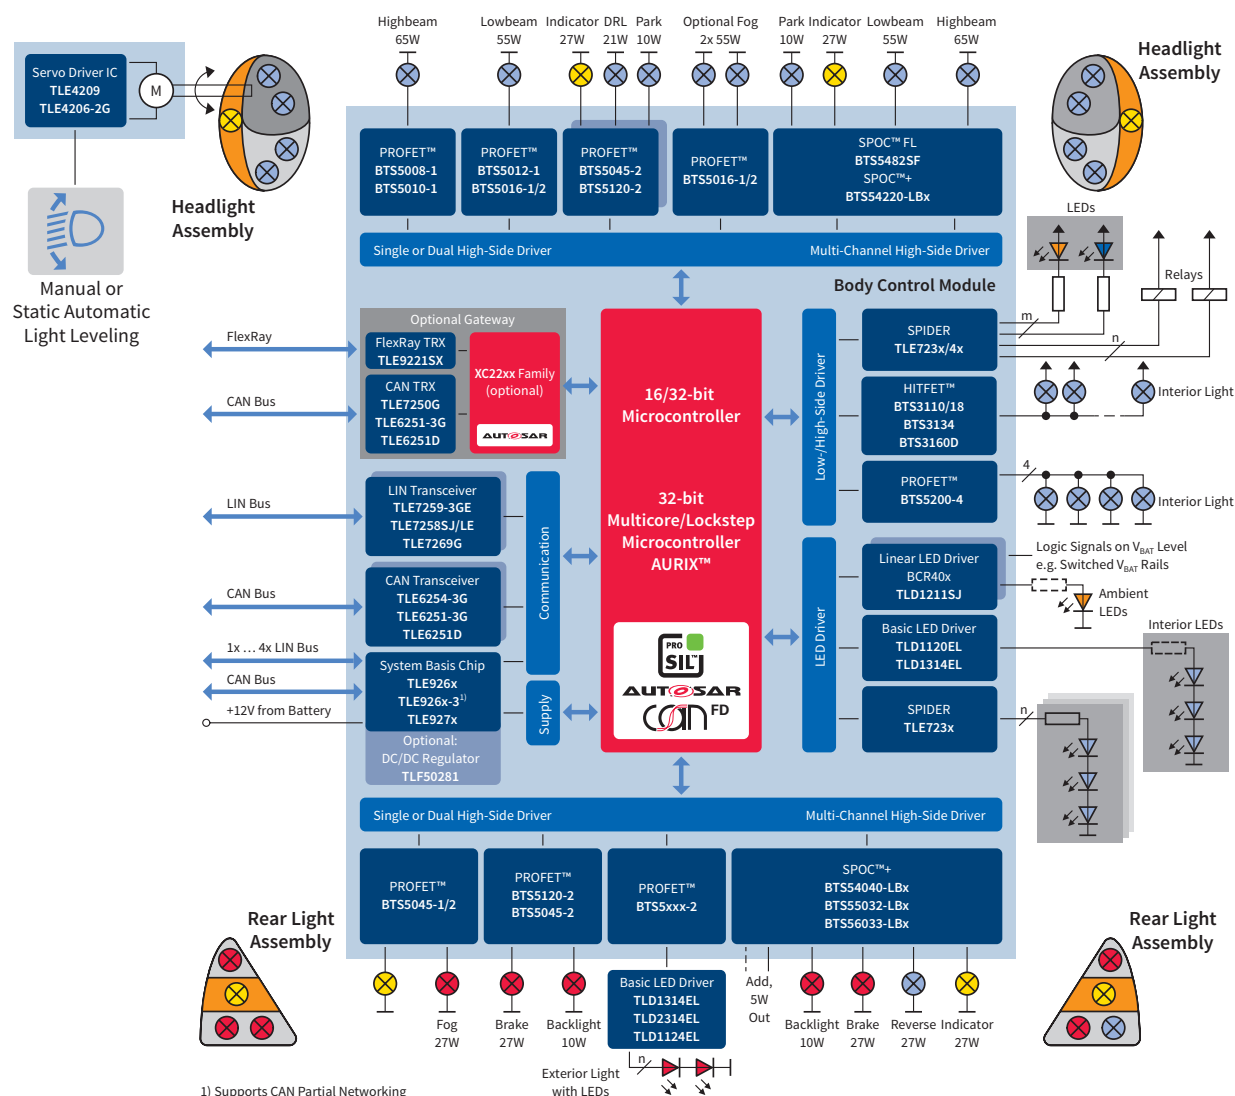 Highbeam
65W
Lowbeam
55W
Indicator
27W
DRL
21W
Park
10W
Optional Fog
2x 55W
Park
10W
Indicator
27W
Lowbeam
55W
Highbeam
65W
Servo Driver IC
TLE4209
TLE4206-2G
M
Headlight
Assembly
Manual or
Static Automatic
Light Leveling
Headlight
Assembly
PROFET™
BTS5008-1
BTS5010-1
PROFET™
BTS5012-1
BTS5016-1/2
PROFET™
BTS5045-2
BTS5120-2
PROFET™
BTS5016-1/2
SPOC™ FL
BTS5482SF
SPOC™+
BTS54220-LBx
Single or Dual High-Side Driver
Multi-Channel High-Side Driver
Body Control Module
LEDs
Relays
m
n
FlexRay
CAN Bus
LIN Bus
CAN Bus
1x … 4x LIN Bus
CAN Bus
+12V from Battery
Optional Gateway
FlexRay TRX
TLE9221SX
CAN TRX
TLE7250G
TLE6251-3G
TLE6251D
XC22xx Family
(optional)
AUTOSAR
LIN Transceiver
TLE7259-3GE
TLE7258SJ/LE
TLE7269G
CAN Transceiver
TLE6254-3G
TLE6251-3G
TLE6251D
System Basis Chip
TLE926x
TLE926x-3¹⁾
TLE927x
Optional:
DC/DC Regulator
TLF50281
Communication
Supply
16/32-bit
Microcontroller
32-bit
Multicore/Lockstep
Microcontroller
AURIX™
PRO
SIL™
AUTOSAR
CAN FD
Low-/High-Side Driver
LED Driver
SPIDER
TLE723x/4x
HITFET™
BTS3110/18
BTS3134
BTS3160D
PROFET™
BTS5200-4
Linear LED Driver
BCR40x
TLD1211SJ
Basic LED Driver
TLD1120EL
TLD1314EL
SPIDER
TLE723x
Interior Light
4
Interior Light
Logic Signals on VBAT Level
e.g. Switched VBAT Rails
Ambient
LEDs
Interior LEDs
n
Single or Dual High-Side Driver
Multi-Channel High-Side Driver
PROFET™
BTS5045-1/2
PROFET™
BTS5120-2
BTS5045-2
PROFET™
BTS5xxx-2
SPOC™+
BTS54040-LBx
BTS55032-LBx
BTS56033-LBx
Rear Light
Assembly
Rear Light
Assembly
Fog
27W
Brake
27W
Backlight
10W
Basic LED Driver
TLD1314EL
TLD2314EL
TLD1124EL
Add,
5W
Out
Backlight
10W
Brake
27W
Reverse
27W
Indicator
27W
n
Exterior Light
with LEDs
1) Supports CAN Partial Networking